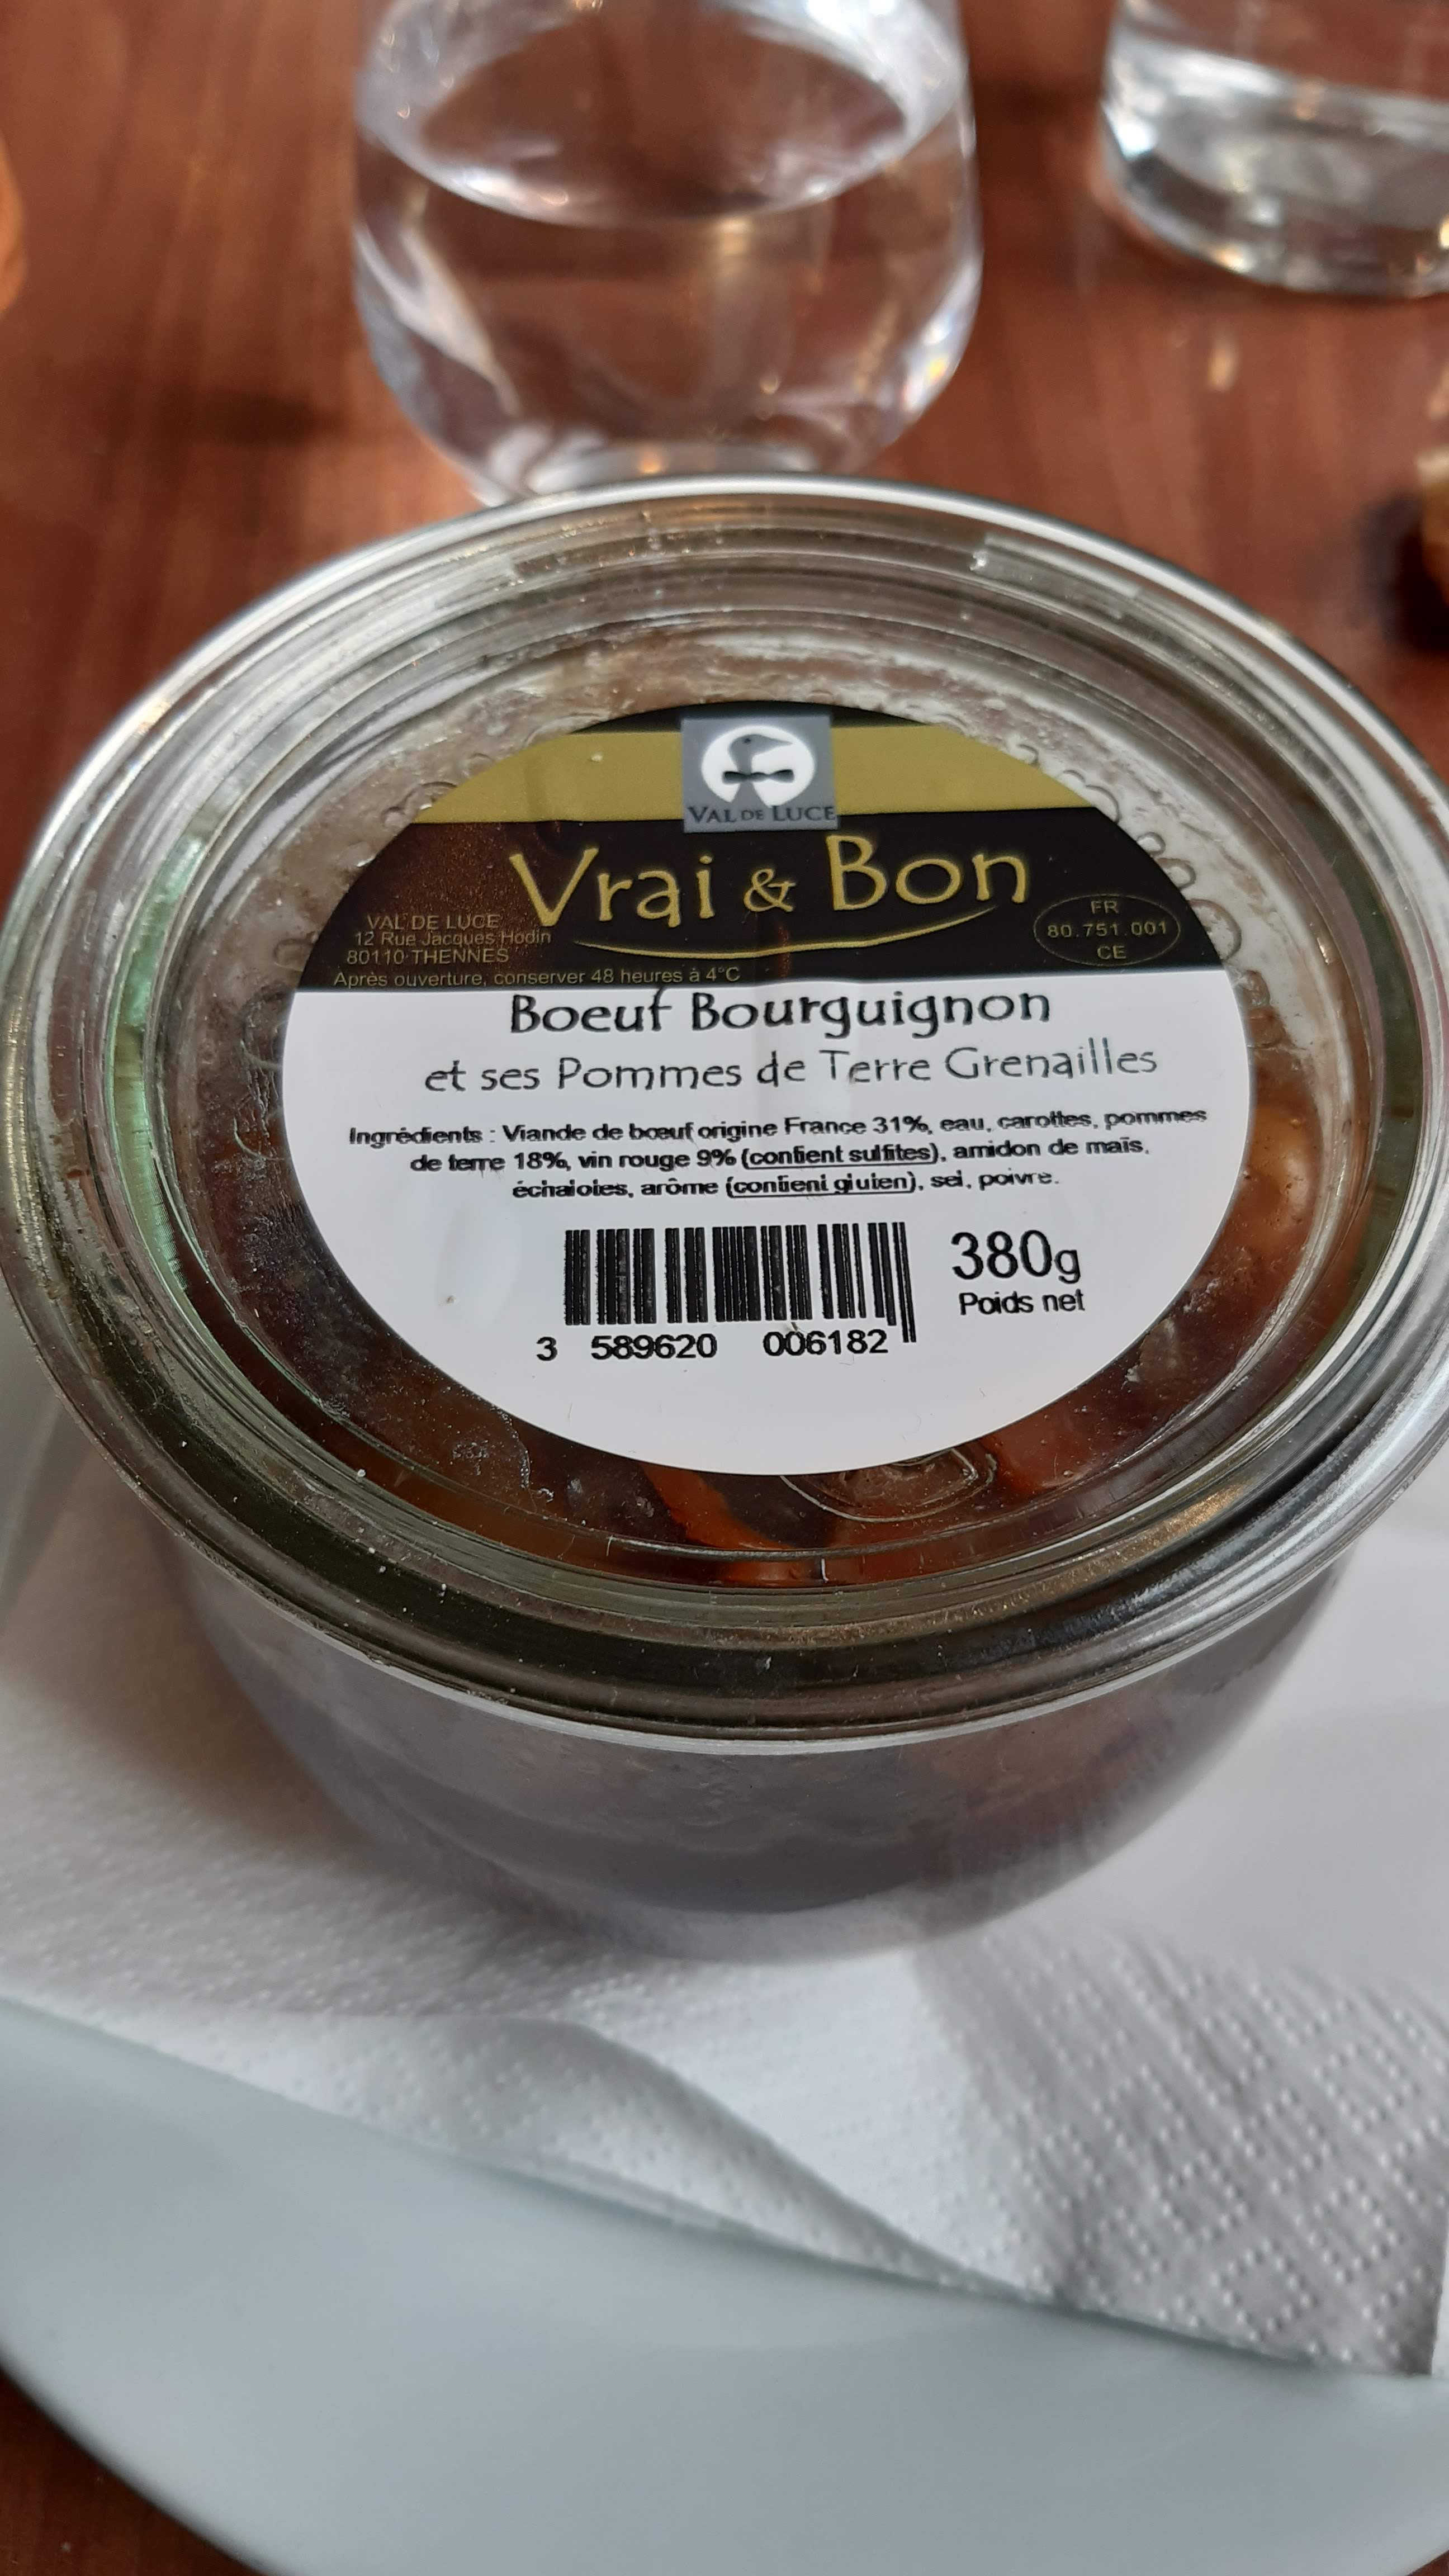 VAL DE LUCE
Vrai & Bon
VAL DE LUCE
12 Rue Jacques Hodin
80110 THENNES
Après ouverture, conserver 48 heures à 4°C
FR
80.751.001
CE
Boeuf Bourguignon
et ses Pommes de Terre Grenailles
Ingrédients : Viande de bœuf origine France 31%, eau, carottes, pommes
de terre 18%, vin rouge 9% (contient sulfites), amidon de maïs,
échalotes, arôme (contient gluten), sel, poivre.
380g
Poids net
3 589620 006182